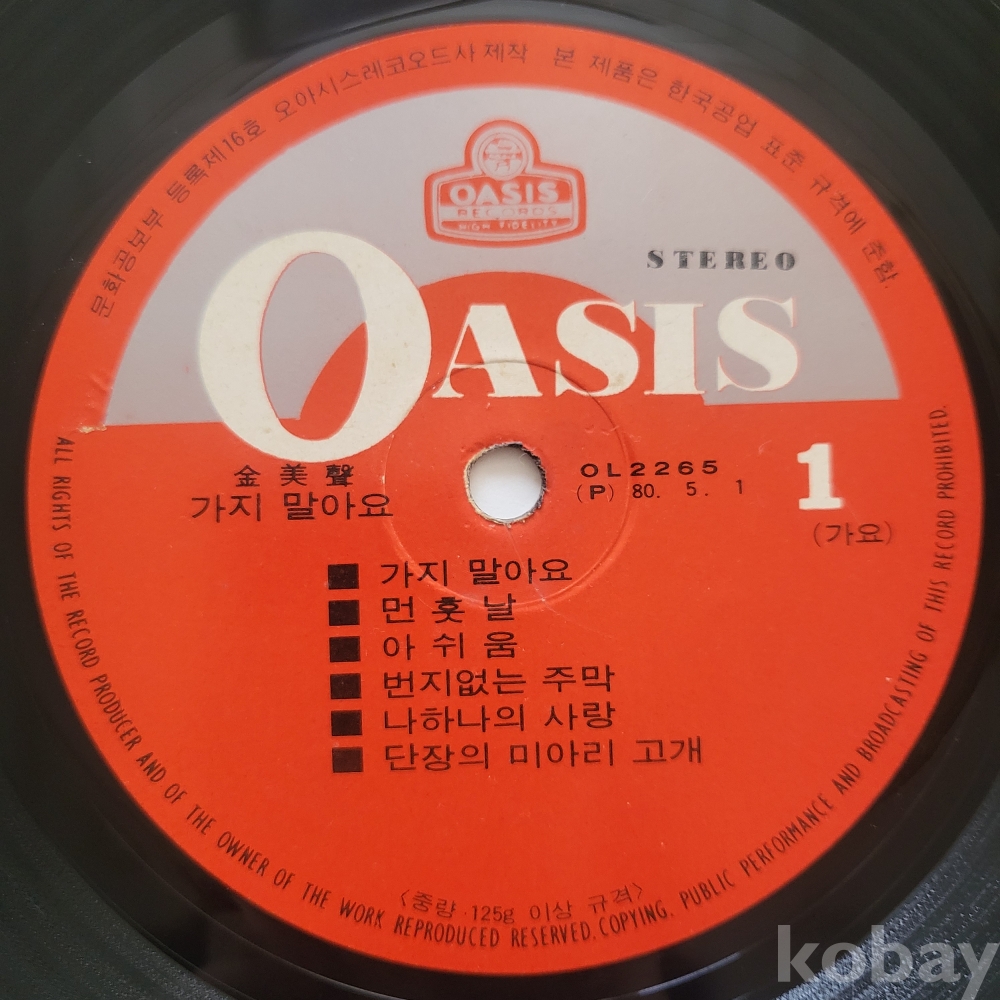 문화공보부 등록제16호 오아시스레코오드사 제작 본 제품은 한국공업 표준 규격에 준함.
OASIS
RECORDS
HIGH FIDELITY
STEREO
OASIS
金美聲
가지 말아요
OL2265
(P) 80. 5. 1
1
(가요)
■ 가지 말아요
■ 먼 훗 날
■ 아 쉬 움
■ 번지없는 주막
■ 나하나의 사랑
■ 단장의 미아리 고개
〈중량·125g 이상 규격〉
ALL RIGHTS OF THE RECORD PRODUCER AND OF THE OWNER OF THE WORK REPRODUCED RESERVED. COPYING, PUBLIC PERFORMANCE AND BROADCASTING OF THIS RECORD PROHIBITED.
kobay